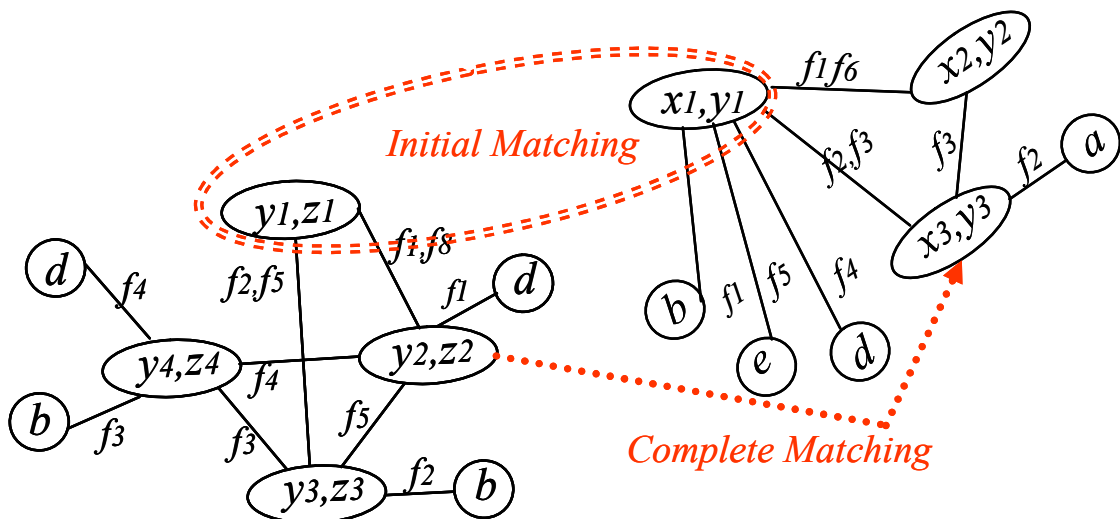 x2,y2
f1f6
x1,y1
a
Initial Matching
f2,f3
f3
f2
y1,z1
x3,y3
f1,f8
d
f2,f5
d
f4
f1
f1
f5
f4
b
y4,z4
y2,z2
e
d
f4
b
f3
f3
f5
Complete Matching
f2
y3,z3
b